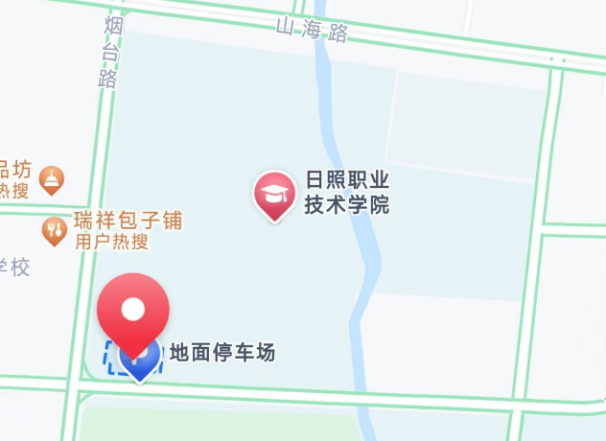 山海路
烟台路
品坊
热搜
日照职业
技术学院
瑞祥包子铺
用户热搜
学校
地面停车场